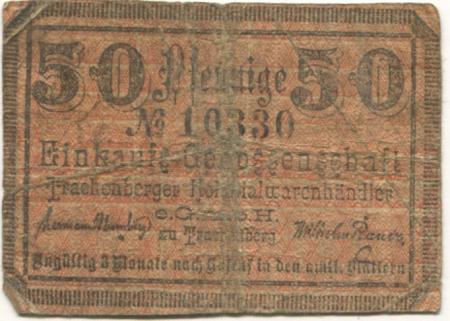 50 Pfennige 50
№ 10330
Einkaufs-Genossenschaft
Trachenberger Kolonialwarenhändler
e.G.m.b.H.
zu Trachenberg.
Wilhelm
Ungültig 3 Monate nach Aufruf in den amtl. Blättern